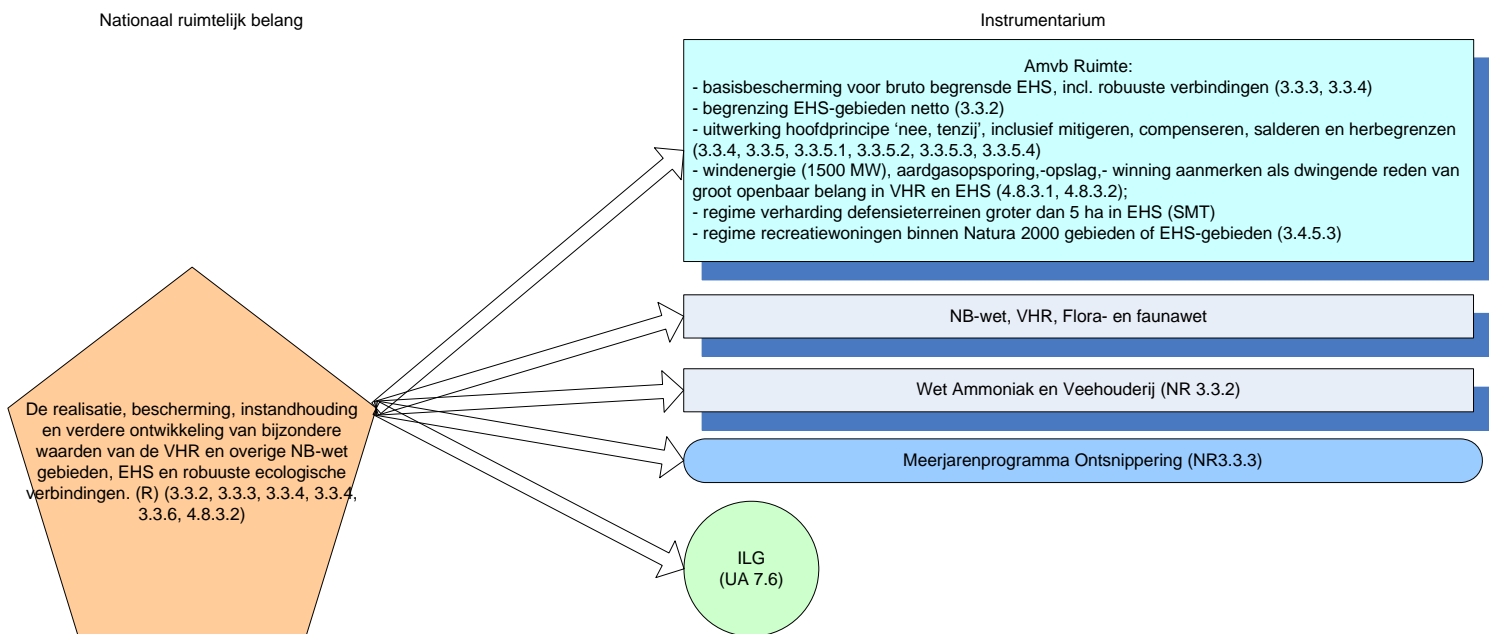 Nationaal ruimtelijk belang
Instrumentarium
Amvb Ruimte:
- basisbescherming voor bruto begrensde EHS, incl. robuuste verbindingen (3.3.3, 3.3.4)
- begrenzing EHS-gebieden netto (3.3.2)
- uitwerking hoofdprincipe ‘nee, tenzij’, inclusief mitigeren, compenseren, salderen en herbegrenzen
(3.3.4, 3.3.5, 3.3.5.1, 3.3.5.2, 3.3.5.3, 3.3.5.4)
- windenergie (1500 MW), aardgasopsporing,-opslag,- winning aanmerken als dwingende reden van
groot openbaar belang in VHR en EHS (4.8.3.1, 4.8.3.2);
- regime verharding defensieterreinen groter dan 5 ha in EHS (SMT)
- regime recreatiewoningen binnen Natura 2000 gebieden of EHS-gebieden (3.4.5.3)
NB-wet, VHR, Flora- en faunawet
Wet Ammoniak en Veehouderij (NR 3.3.2)
De realisatie, bescherming, instandhouding
en verdere ontwikkeling van bijzondere
waarden van de VHR en overige NB-wet
gebieden, EHS en robuuste ecologische
verbindingen. (R) (3.3.2, 3.3.3, 3.3.4, 3.3.4,
3.3.6, 4.8.3.2)
Meerjarenprogramma Ontsnippering (NR3.3.3)
ILG
(UA 7.6)